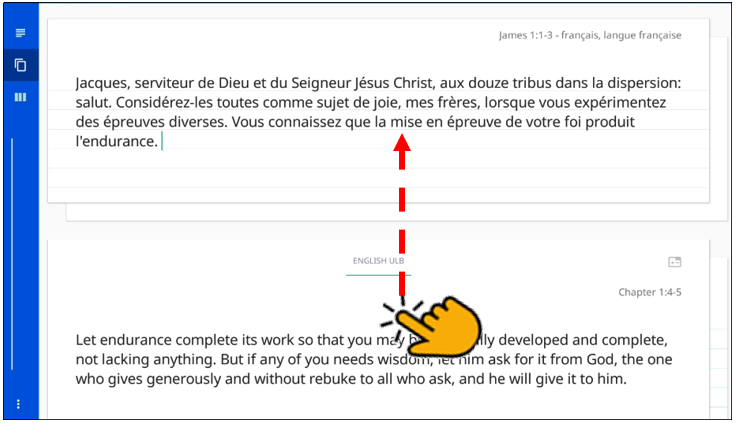 James 1:1-3 - français, langue française
Jacques, serviteur de Dieu et du Seigneur Jésus Christ, aux douze tribus dans la dispersion:
salut. Considérez-les toutes comme sujet de joie, mes frères, lorsque vous expérimentez
des épreuves diverses. Vous connaissez que la mise en épreuve de votre foi produit
l'endurance.
ENGLISH ULB
Chapter 1:4-5
Let endurance complete its work so that you may developed and complete,
not lacking anything. But if any of you needs wisdom, let him ask for it from God, the one
who gives generously and without rebuke to all who ask, and he will give it to him.